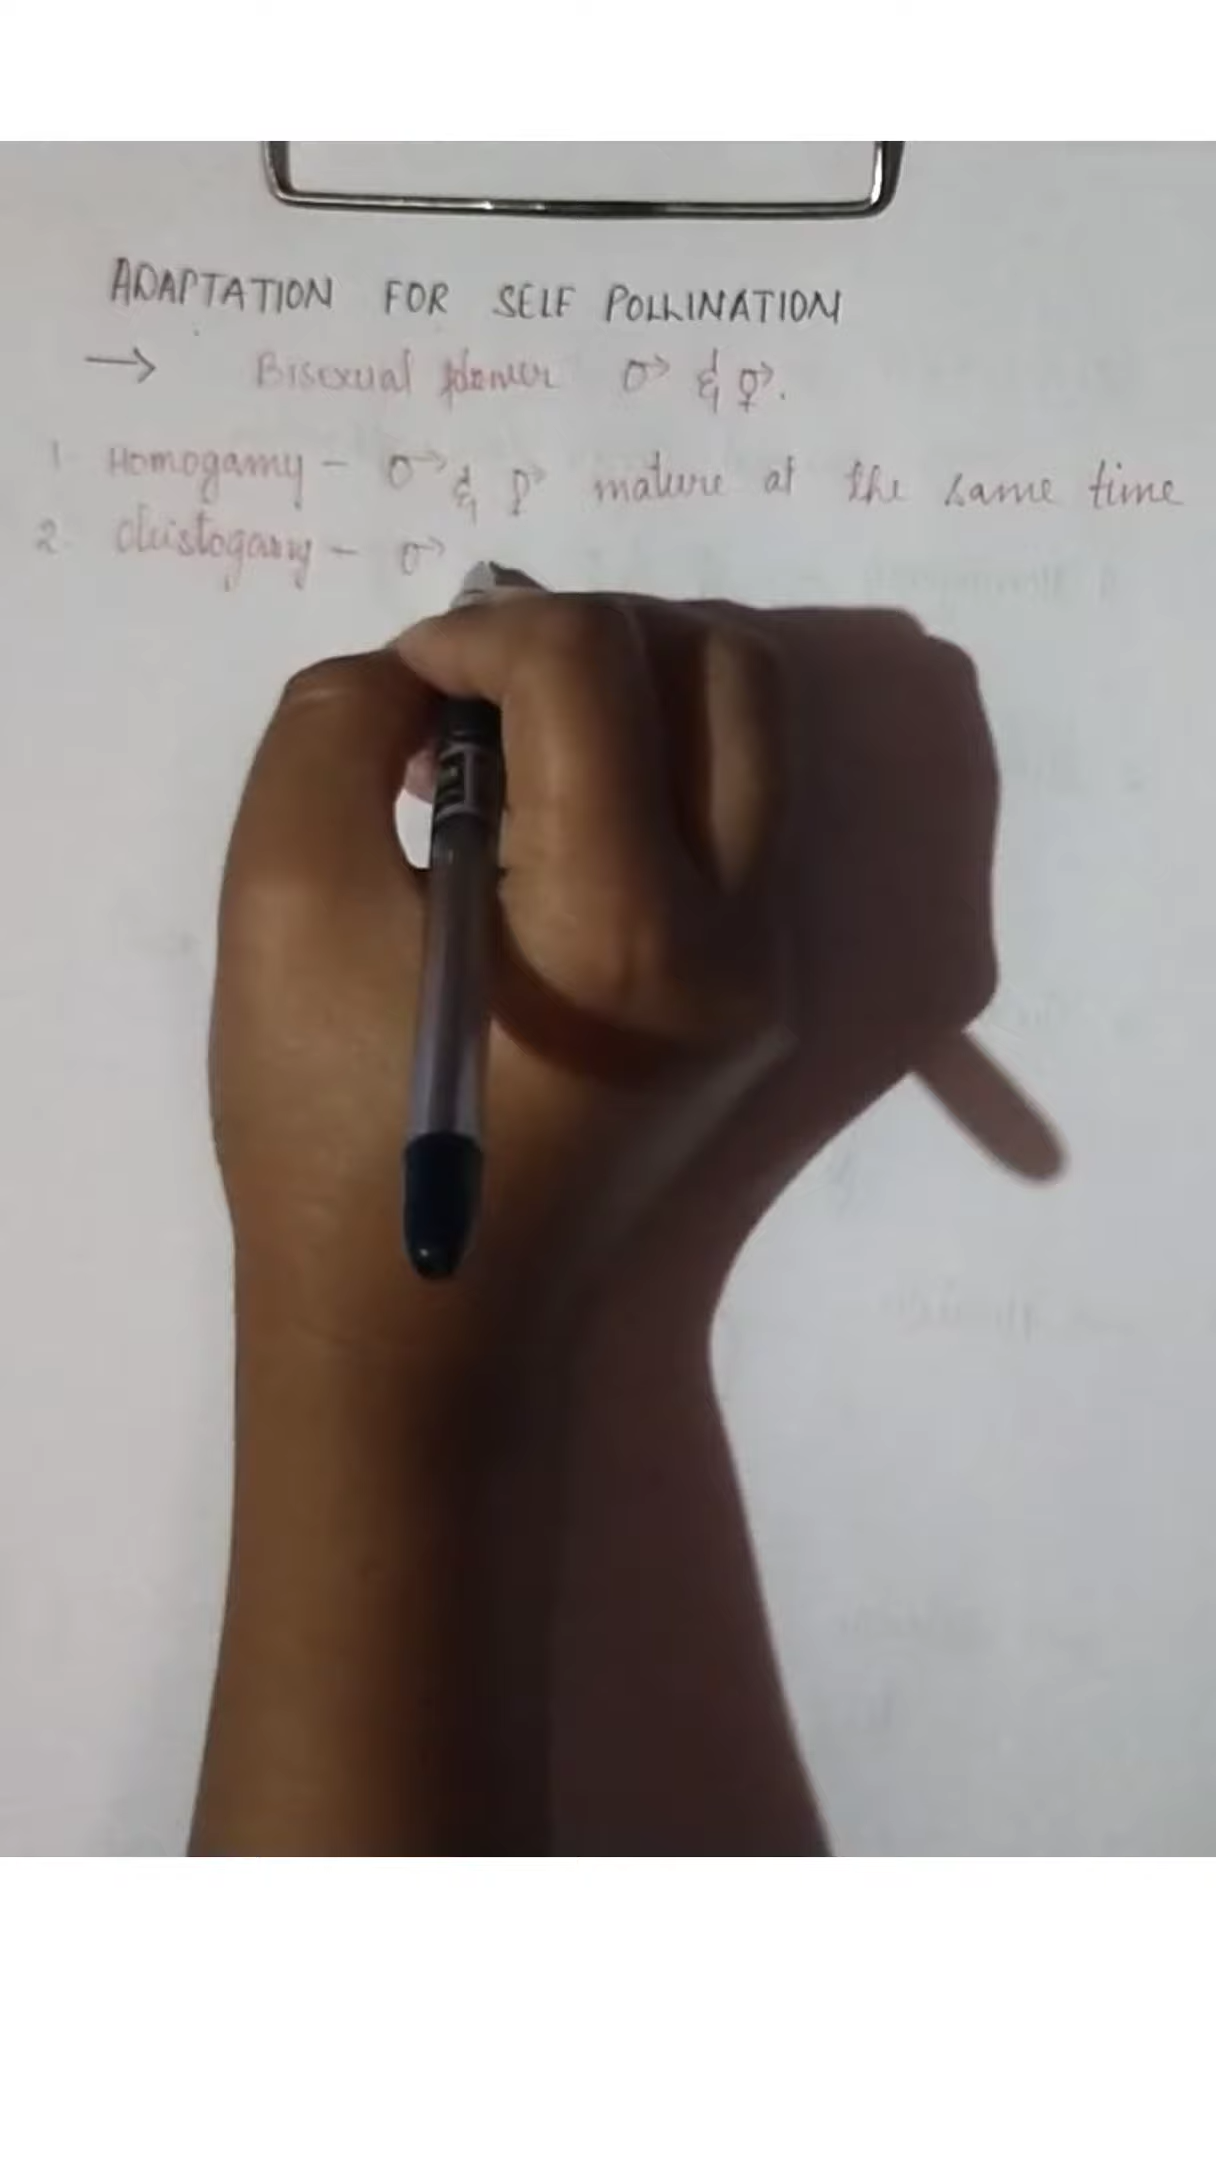 ADAPTATION FOR SELF POLLINATION
→ Bisexual flower ♂ & ⚥.
1. Homogamy - ♂ & ⚥ mature at the same time
2. Cleistogamy - ♂